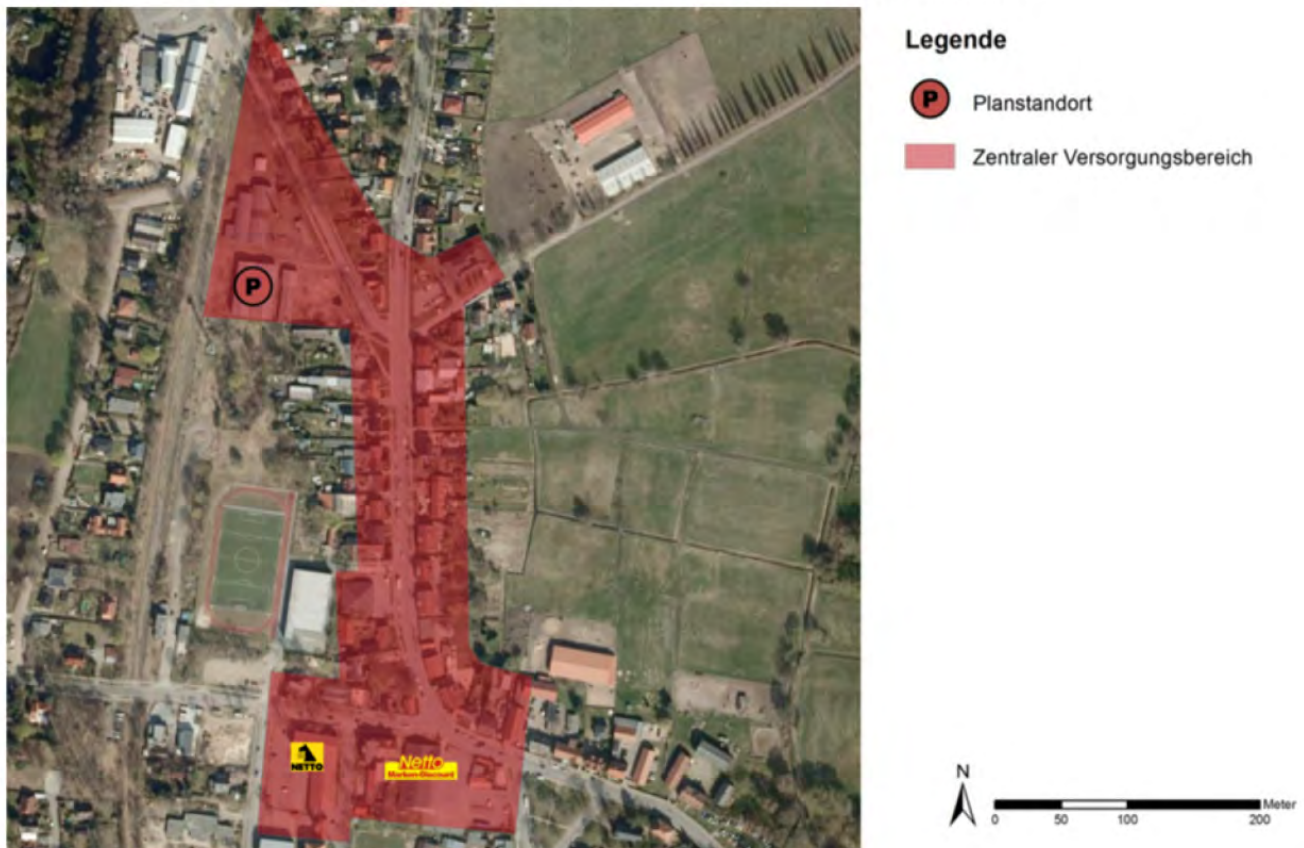 Legende
P Planstandort
Zentraler Versorgungsbereich
P
NETTO
Netto
Marken-Discount
N
Meter
0 50 100 200